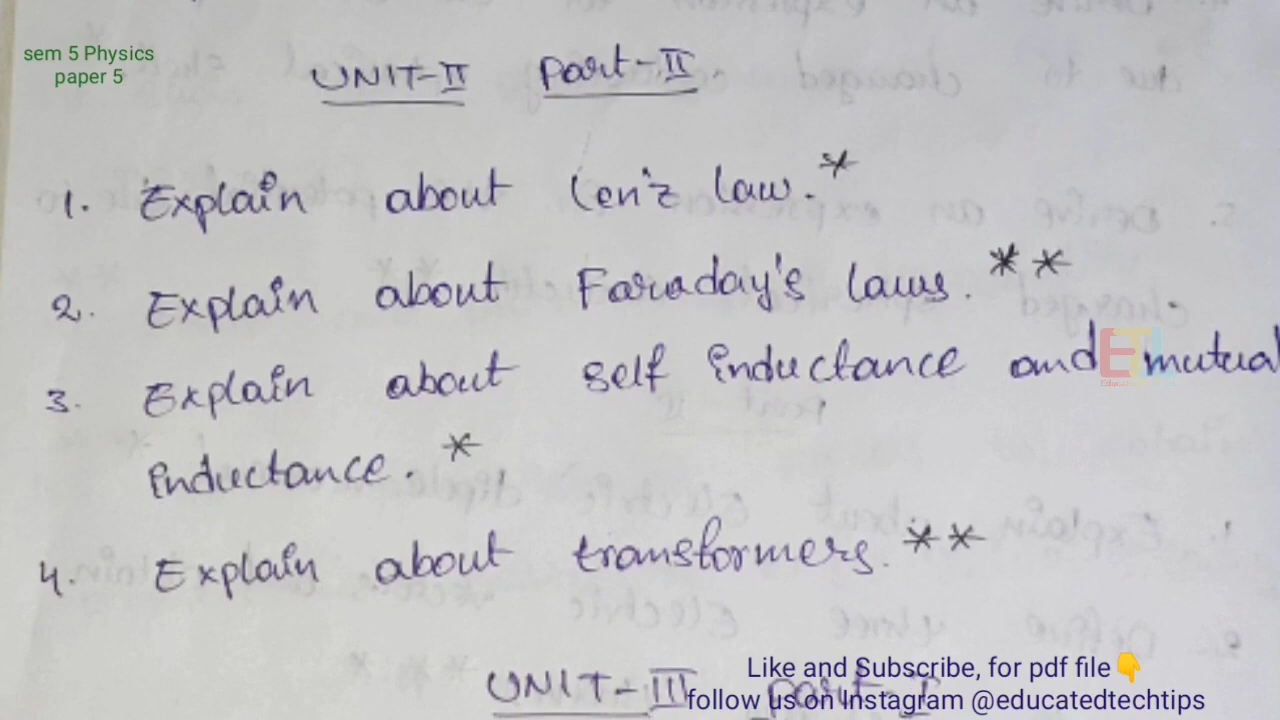 sem 5 Physics
paper 5
UNIT-II Part-II
1. Explain about len'z law.*
2. Explain about Faraday's laws. **
3. Explain about self inductance and mutual
inductance. *
4. Explain about transformers. **
UNIT-III Part-I
Like and Subscribe, for pdf file👇
follow us on Instagram @educatedtechtips